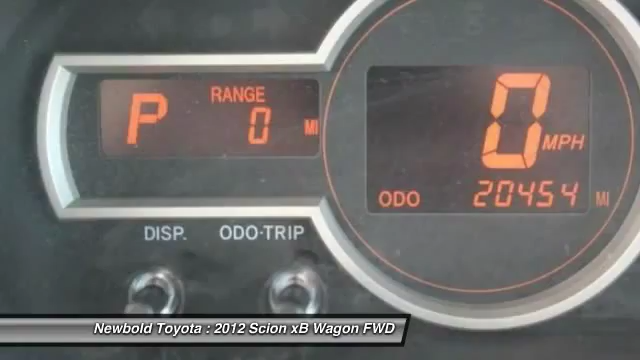 P RANGE 0 MI
0 MPH
ODO 20454 MI
DISP. ODO·TRIP
Newbold Toyota : 2012 Scion xB Wagon FWD